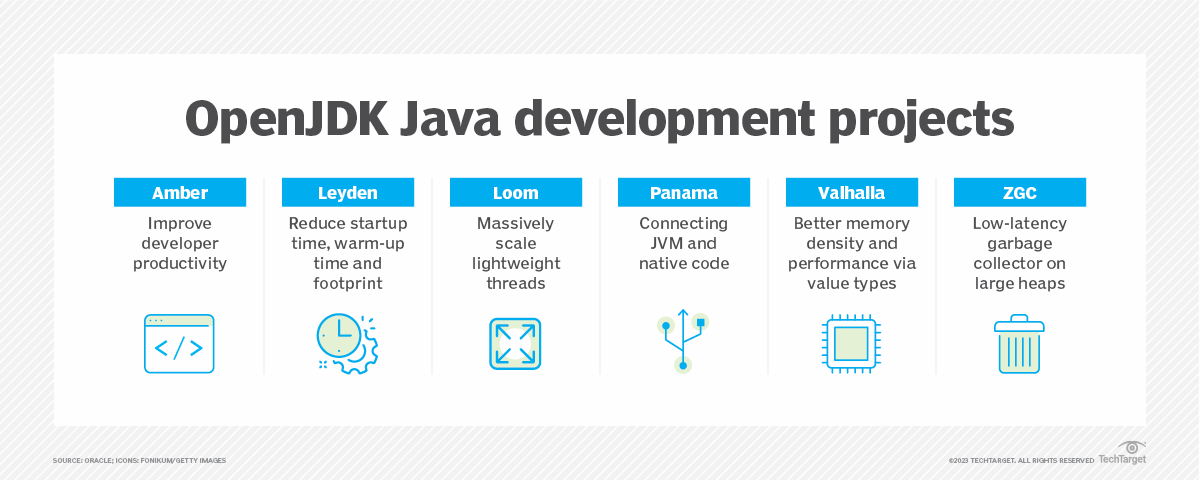 OpenJDK Java development projects
Amber
Improve
developer
productivity
Leyden
Reduce startup
time, warm-up
time and
footprint
Loom
Massively
scale
lightweight
threads
Panama
Connecting
JVM and
native code
Valhalla
Better memory
density and
performance via
value types
ZGC
Low-latency
garbage
collector on
large heaps
</>
SOURCE: ORACLE; ICONS: FONIKUM/GETTY IMAGES
©2023 TECHTARGET. ALL RIGHTS RESERVED
TechTarget